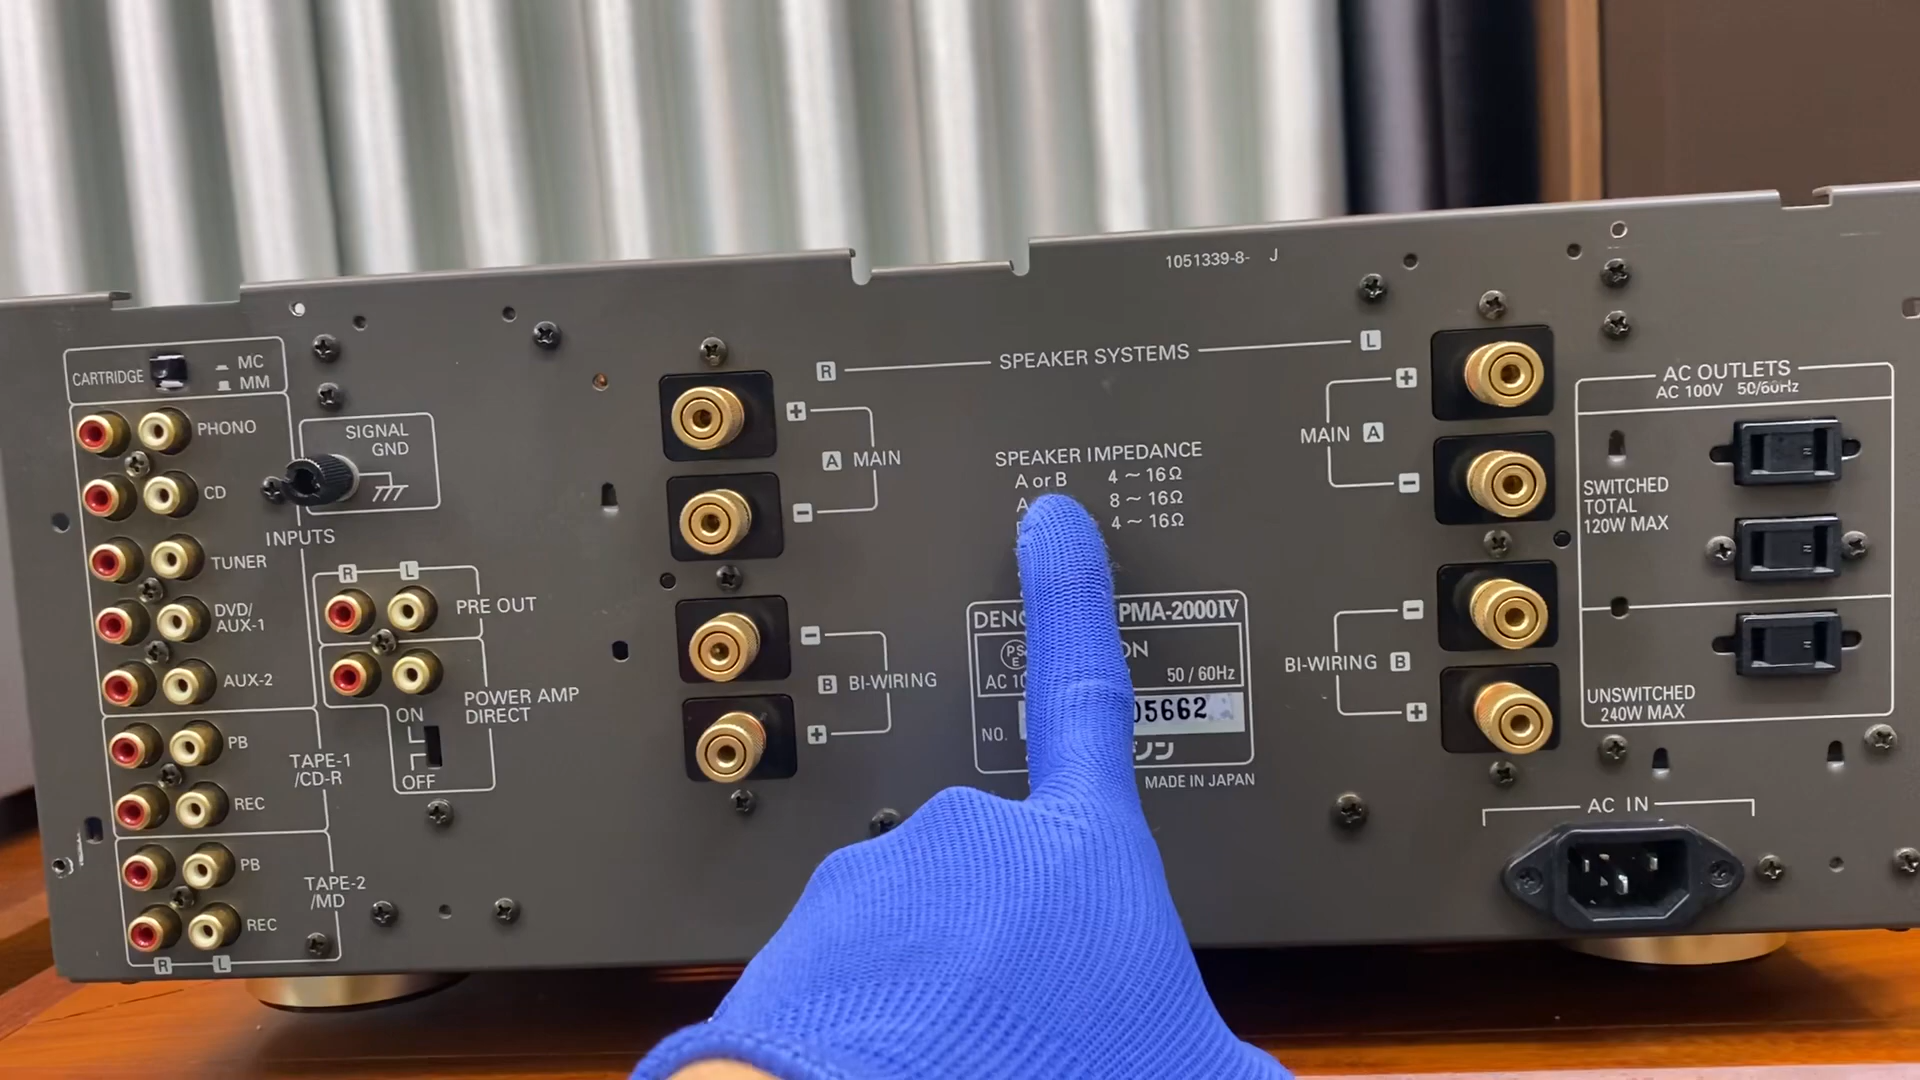 1051339-8- J
CARTRIDGE
MC
MM
PHONO
CD
INPUTS
TUNER
DVD/
AUX-1
AUX-2
PB
TAPE-1
/CD-R
REC
PB
TAPE-2
/MD
REC
R L
SIGNAL
GND
R L
PRE OUT
POWER AMP
DIRECT
ON
OFF
R SPEAKER SYSTEMS L
+
A MAIN
−
−
B BI-WIRING
+
SPEAKER IMPEDANCE
A or B 4 ~ 16Ω
A 8 ~ 16Ω
4 ~ 16Ω
PMA-2000IV
PS
E
AC
50 / 60Hz
NO. 05662
MADE IN JAPAN
+
MAIN A
−
−
BI-WIRING B
+
AC OUTLETS
AC 100V 50/60Hz
SWITCHED
TOTAL
120W MAX
UNSWITCHED
240W MAX
AC IN